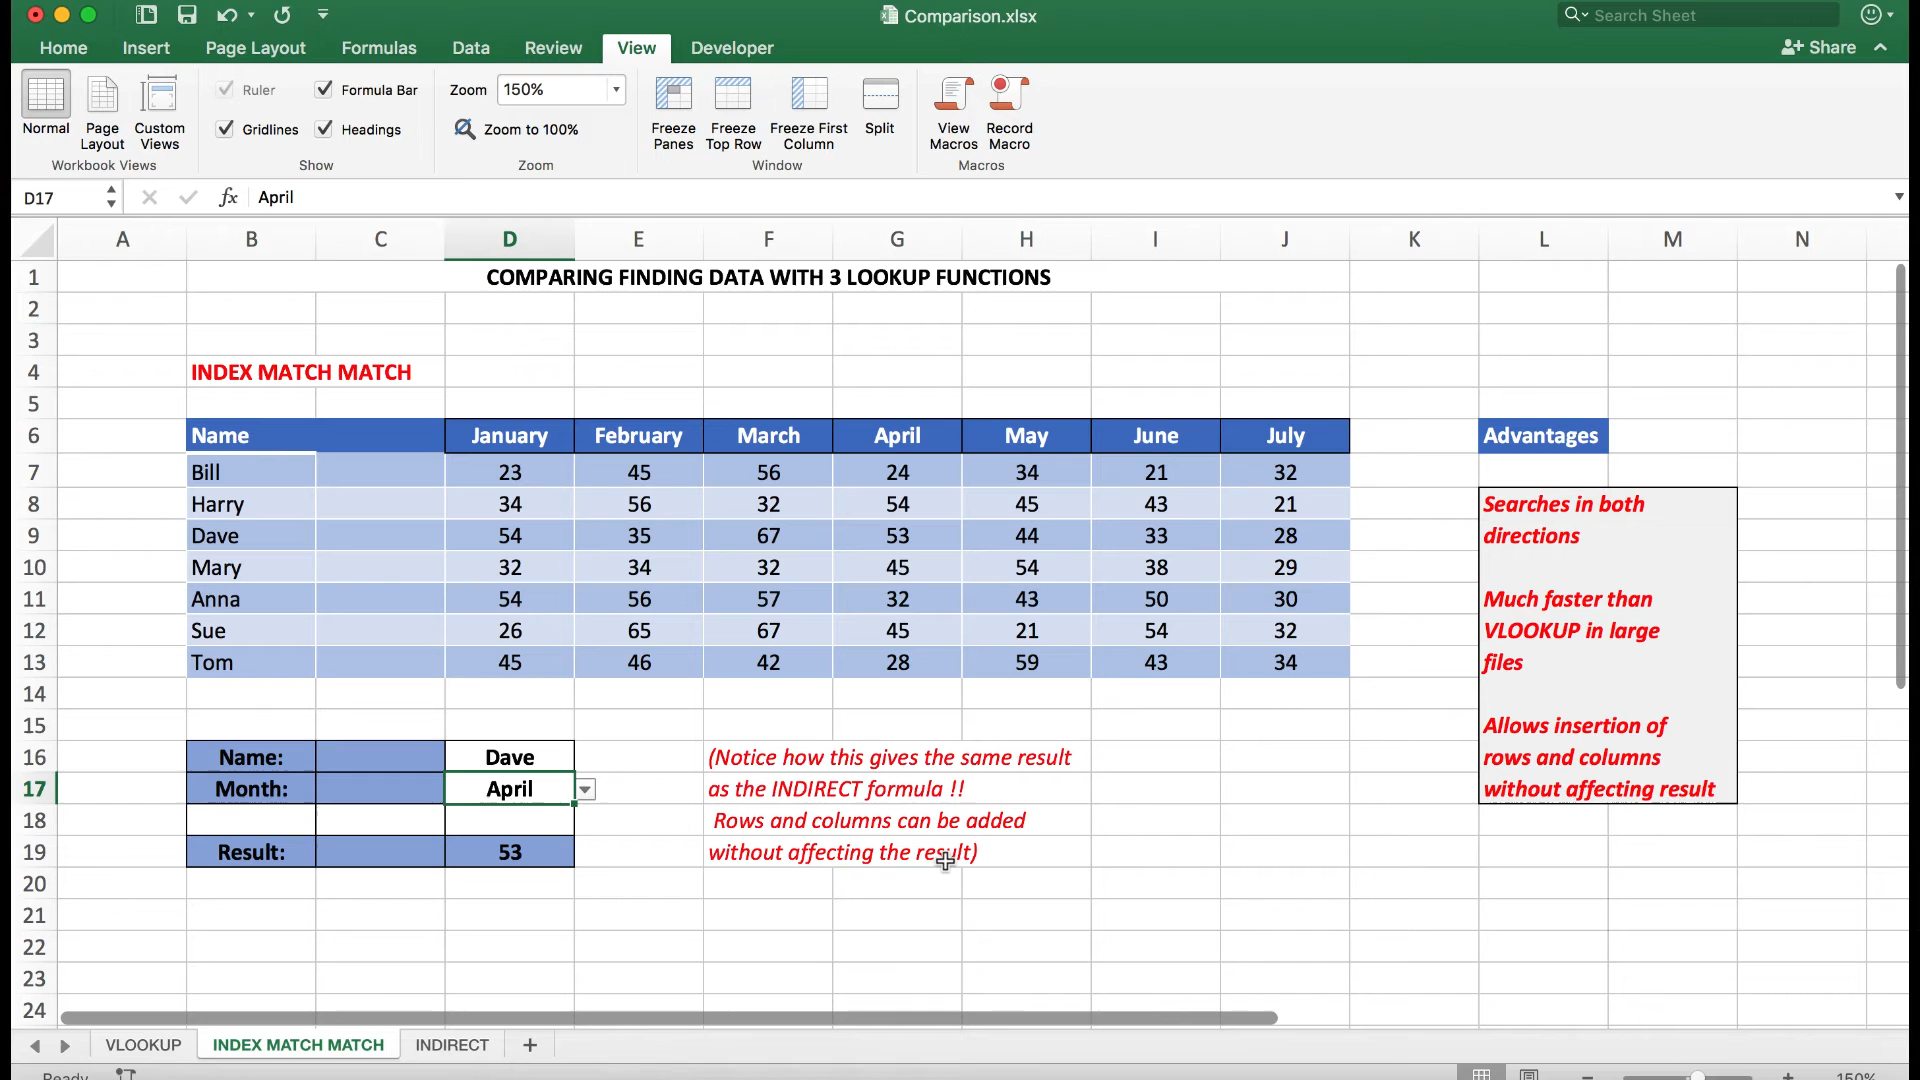 Comparison.xlsx
Search Sheet
Home Insert Page Layout Formulas Data Review View Developer
Share
Normal
Page Layout
Custom Views
Workbook Views
Ruler
Formula Bar
Gridlines
Headings
Show
Zoom 150%
Zoom to 100%
Zoom
Freeze Panes
Freeze Top Row
Freeze First Column
Split
Window
View Macros
Record Macro
Macros
D17 fx April
A B C D E F G H I J K L M N
1 COMPARING FINDING DATA WITH 3 LOOKUP FUNCTIONS
2
3
4 INDEX MATCH MATCH
5
6 Name January February March April May June July Advantages
7 Bill 23 45 56 24 34 21 32
8 Harry 34 56 32 54 45 43 21 Searches in both
9 Dave 54 35 67 53 44 33 28 directions
10 Mary 32 34 32 45 54 38 29
11 Anna 54 56 57 32 43 50 30 Much faster than
12 Sue 26 65 67 45 21 54 32 VLOOKUP in large
13 Tom 45 46 42 28 59 43 34 files
14
15 Allows insertion of
16 Name: Dave (Notice how this gives the same result rows and columns
17 Month: April as the INDIRECT formula !! without affecting result
18 Rows and columns can be added
19 Result: 53 without affecting the result)
20
21
22
23
24
VLOOKUP INDEX MATCH MATCH INDIRECT +
Ready 150%